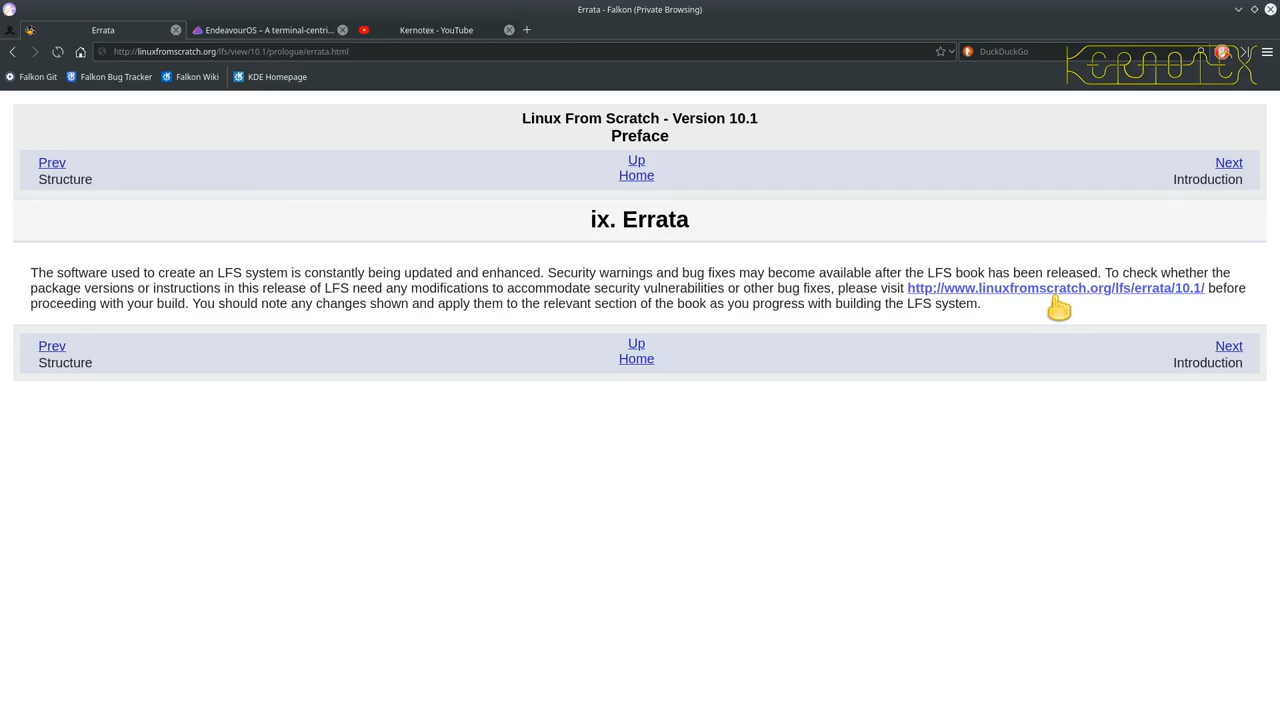 Errata - Falkon (Private Browsing)
Errata
EndeavourOS – A terminal-centri...
Kernotex - YouTube
http://linuxfromscratch.org/lfs/view/10.1/prologue/errata.html
DuckDuckGo
Falkon Git
Falkon Bug Tracker
Falkon Wiki
KDE Homepage
KERNOTEX
Linux From Scratch - Version 10.1
Preface
Prev
Up
Next
Structure
Home
Introduction
ix. Errata
The software used to create an LFS system is constantly being updated and enhanced. Security warnings and bug fixes may become available after the LFS book has been released. To check whether the
package versions or instructions in this release of LFS need any modifications to accommodate security vulnerabilities or other bug fixes, please visit http://www.linuxfromscratch.org/lfs/errata/10.1/ before
proceeding with your build. You should note any changes shown and apply them to the relevant section of the book as you progress with building the LFS system.
Prev
Up
Next
Structure
Home
Introduction